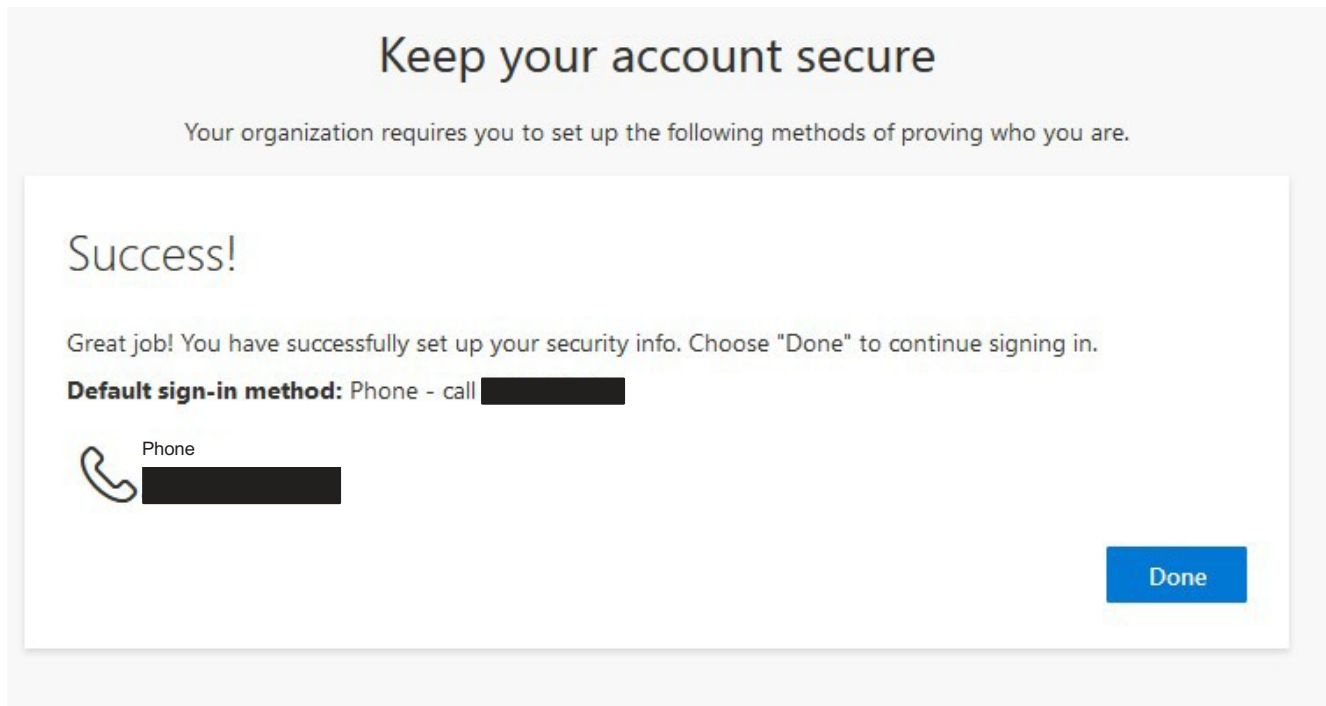 Keep your account secure
Your organization requires you to set up the following methods of proving who you are.
Success!
Great job! You have successfully set up your security info. Choose "Done" to continue signing in.
Default sign-in method: Phone - call
Phone
Done